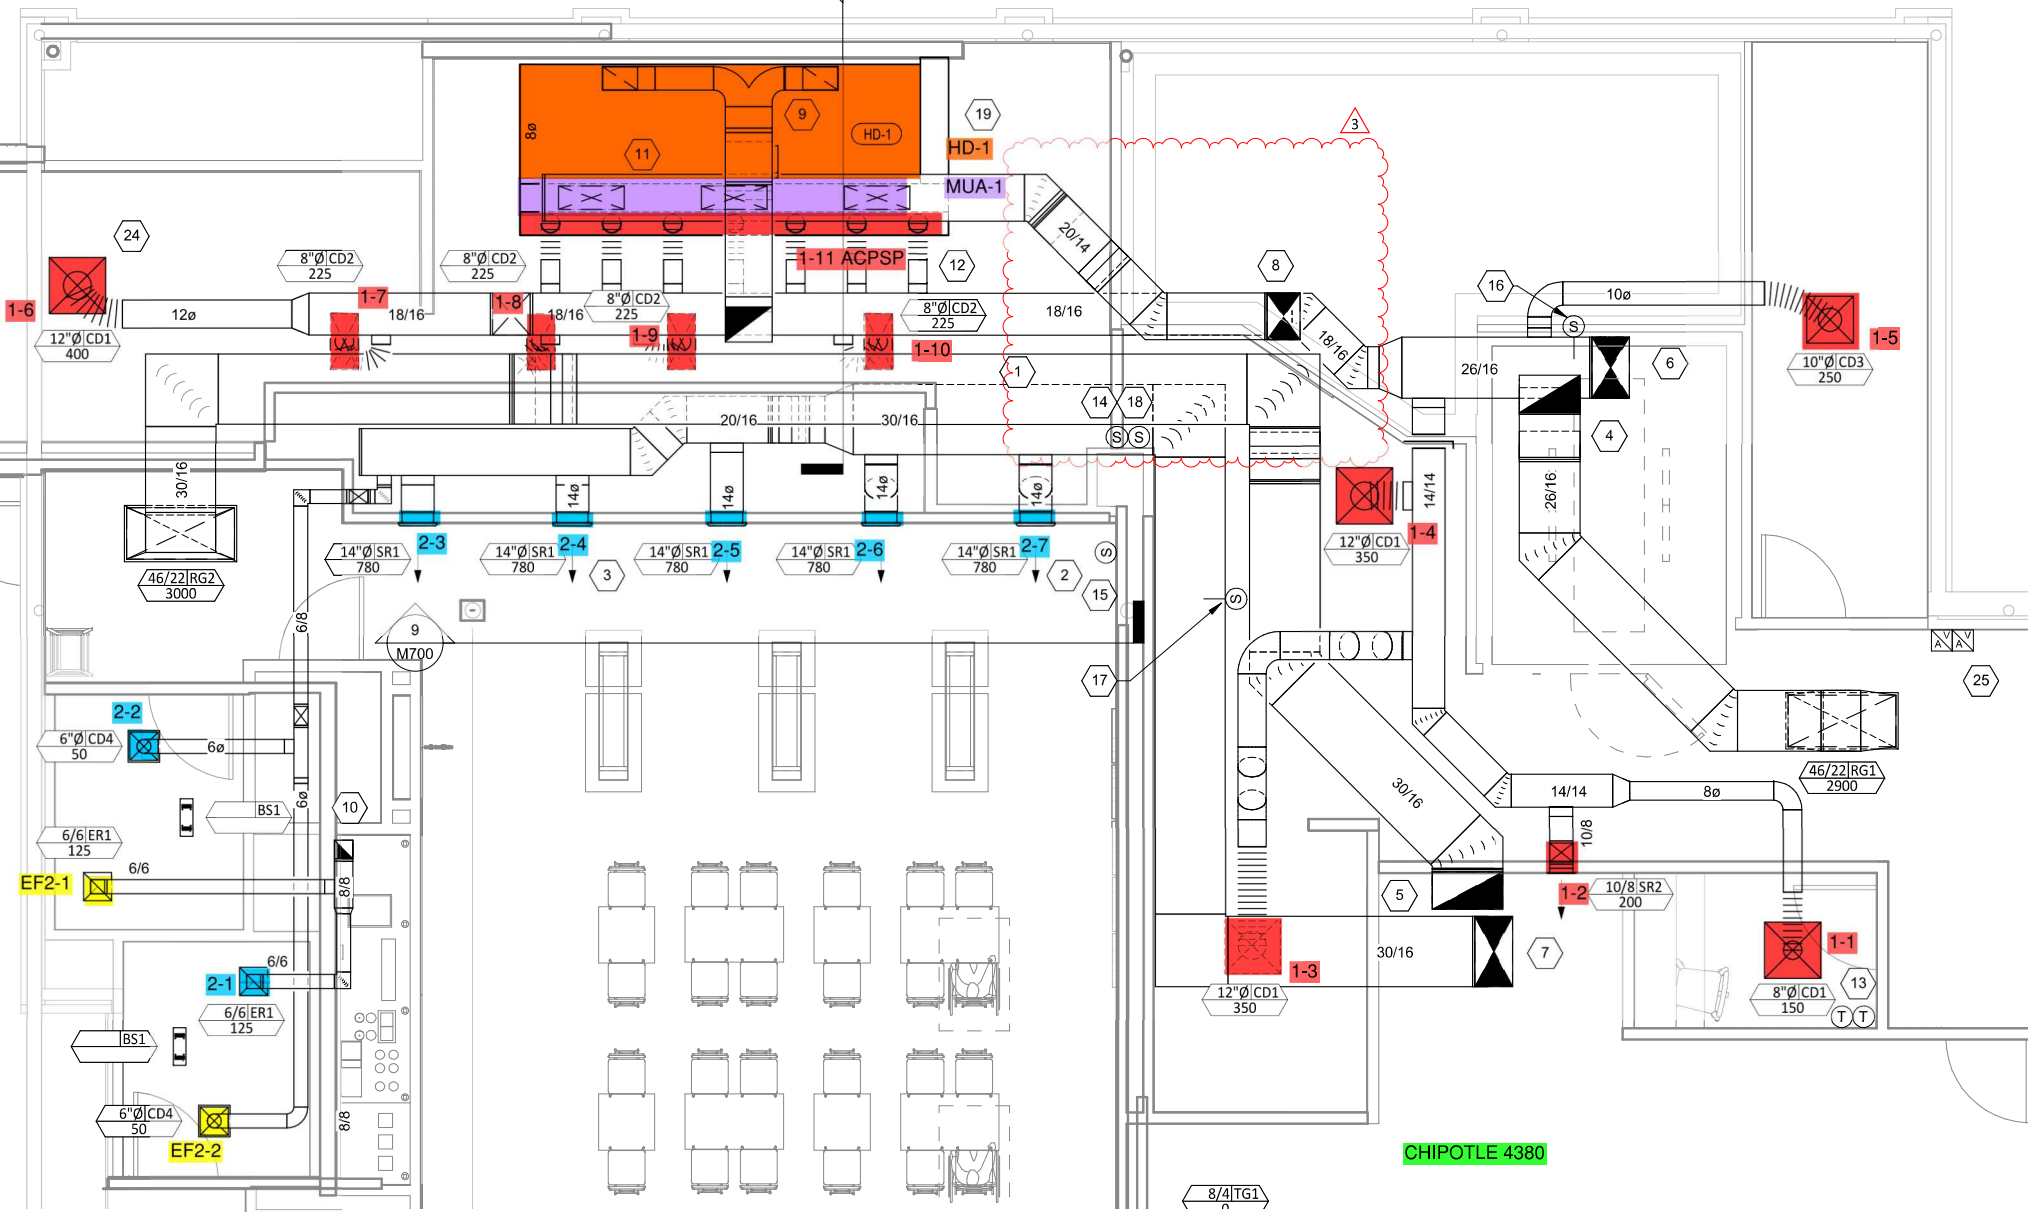 8ø
9
HD-1
19
11
HD-1
MUA-1
3
24
8"Ø CD2
225
8"Ø CD2
225
1-11 ACPSP
12
20/14
8
16
10ø
1-6
12ø
1-7
18/16
1-8
18/16
8"Ø CD2
225
1-9
8"Ø CD2
225
1-10
18/16
S
1-5
12"Ø CD1
400
18/16
26/16
6
10"Ø CD3
250
1
14
18
S
S
20/16
30/16
4
30/16
14ø
14ø
14ø
14ø
14/14
26/16
1-4
12"Ø CD1
350
2-3
2-4
2-5
2-6
2-7
14"Ø SR1
780
14"Ø SR1
780
14"Ø SR1
780
14"Ø SR1
780
14"Ø SR1
780
S
3
2
15
46/22 RG2
3000
S
6/8
9
M700
V
A
V
A
17
25
2-2
6"Ø CD4
50
6ø
46/22 RG1
2900
30/16
14/14
8ø
6ø
BS1
10
6/6 ER1
125
10/8
6/6
EF2-1
8/8
5
1-2
10/8 SR2
200
1-1
6/6
2-1
30/16
7
1-3
12"Ø CD1
350
13
8"Ø CD1
150
T
T
6/6 ER1
125
BS1
6"Ø CD4
50
8/8
EF2-2
CHIPOTLE 4380
8/4 TG1
0